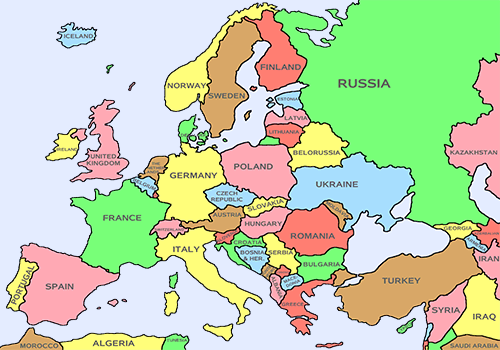 ICELAND
NORWAY
SWEDEN
FINLAND
RUSSIA
ESTONIA
LATVIA
LITHUANIA
IRELAND
UNITED
KINGDOM
BELGIUM
GERMANY
POLAND
BELORUSSIA
KAZAKHSTAN
UKRAINE
CZECH
REPUBLIC
SLOVAKIA
FRANCE
SWITZERLAND
AUSTRIA
HUNGARY
MOLDOVA
ROMANIA
ITALY
CROATIA
BOSNIA
& HER.
SERBIA
BULGARIA
GEORGIA
PORTUGAL
SPAIN
GREECE
TURKEY
SYRIA
IRAQ
IRAN
MOROCCO
ALGERIA
TUNISIA
SAUDI ARABIA